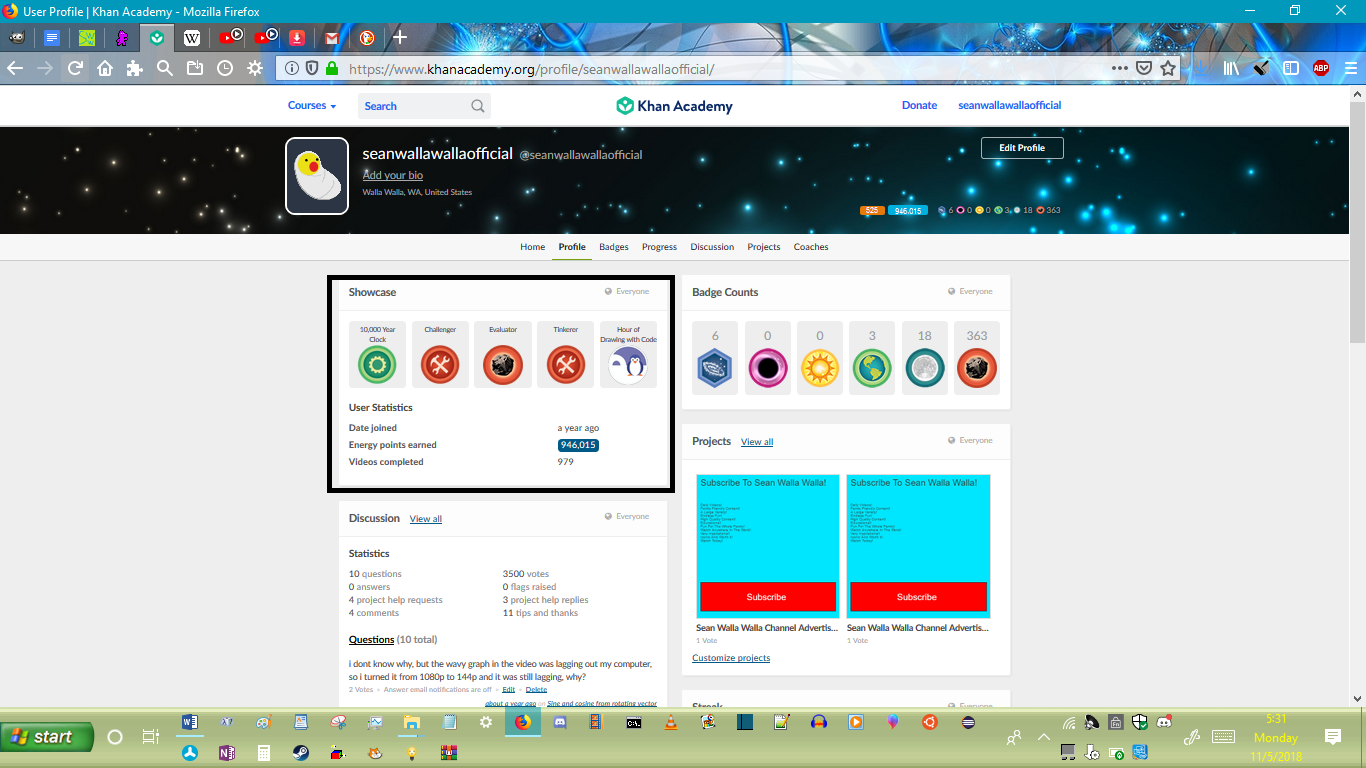 User Profile | Khan Academy - Mozilla Firefox
https://www.khanacademy.org/profile/seanwallawallaofficial/
ABP
Courses
Search
Khan Academy
Donate
seanwallawallaofficial
seanwallawallaofficial @seanwallawallaofficial
Edit Profile
Add your bio
Walla Walla, WA, United States
525 946,015 6 0 0 3 18 363
Home Profile Badges Progress Discussion Projects Coaches
Showcase Everyone
10,000 Year Clock
Challenger
Evaluator
Tinkerer
Hour of Drawing with Code
User Statistics
Date joined a year ago
Energy points earned 946,015
Videos completed 979
Badge Counts Everyone
6 0 0 3 18 363
Discussion View all Everyone
Statistics
10 questions 3500 votes
0 answers 0 flags raised
4 project help requests 3 project help replies
4 comments 11 tips and thanks
Questions (10 total)
i dont know why, but the wavy graph in the video was lagging out my computer,
so i turned it from 1080p to 144p and it was still lagging, why?
2 Votes • Answer email notifications are off • Edit • Delete
about a year ago on Sine and cosine from rotating vector
Projects View all Everyone
Subscribe To Sean Walla Walla!
Subscribe
Sean Walla Walla Channel Advertis...
1 Vote
Subscribe To Sean Walla Walla!
Subscribe
Sean Walla Walla Channel Advertis...
1 Vote
Customize projects
Streak Everyone
start
5:31
Monday
11/5/2018